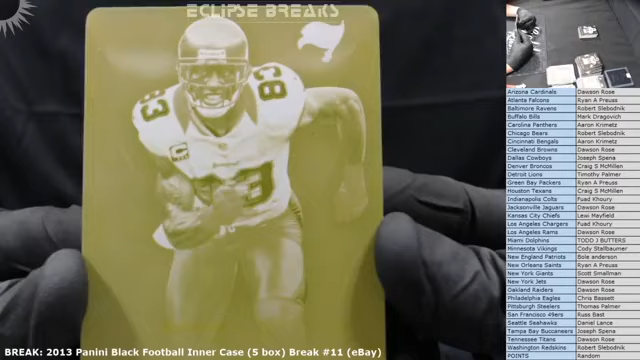 ECLIPSE BREAKS
83
83
83
Arizona Cardinals Dawson Rose
Atlanta Falcons Ryan A Preuss
Baltimore Ravens Robert Slebodnik
Buffalo Bills Mark Dragovich
Carolina Panthers Aaron Krimetz
Chicago Bears Robert Slebodnik
Cincinnati Bengals Aaron Krimetz
Cleveland Browns Dawson Rose
Dallas Cowboys Joseph Spena
Denver Broncos Craig S McMillen
Detroit Lions Timothy Palmer
Green Bay Packers Ryan A Preuss
Houston Texans Craig S McMillen
Indianapolis Colts Fuad Khoury
Jacksonville Jaguars Dawson Rose
Kansas City Chiefs Lewi Mayfield
Los Angeles Chargers Fuad Khoury
Los Angeles Rams Dawson Rose
Miami Dolphins TODD J BUTTERS
Minnesota Vikings Cody Stallbaumer
New England Patriots Bole anderson
New Orleans Saints Ryan A Preuss
New York Giants Scott Smallman
New York Jets Dawson Rose
Oakland Raiders Dawson Rose
Philadelphia Eagles Chris Bassett
Pittsburgh Steelers Thomas Palmer
San Francisco 49ers Russ Bast
Seattle Seahawks Daniel Lance
Tampa Bay Buccaneers Joseph Spena
Tennessee Titans Dawson Rose
Washington Redskins Robert Slebodnik
POINTS Random
BREAK: 2013 Panini Black Football Inner Case (5 box) Break #11 (eBay)